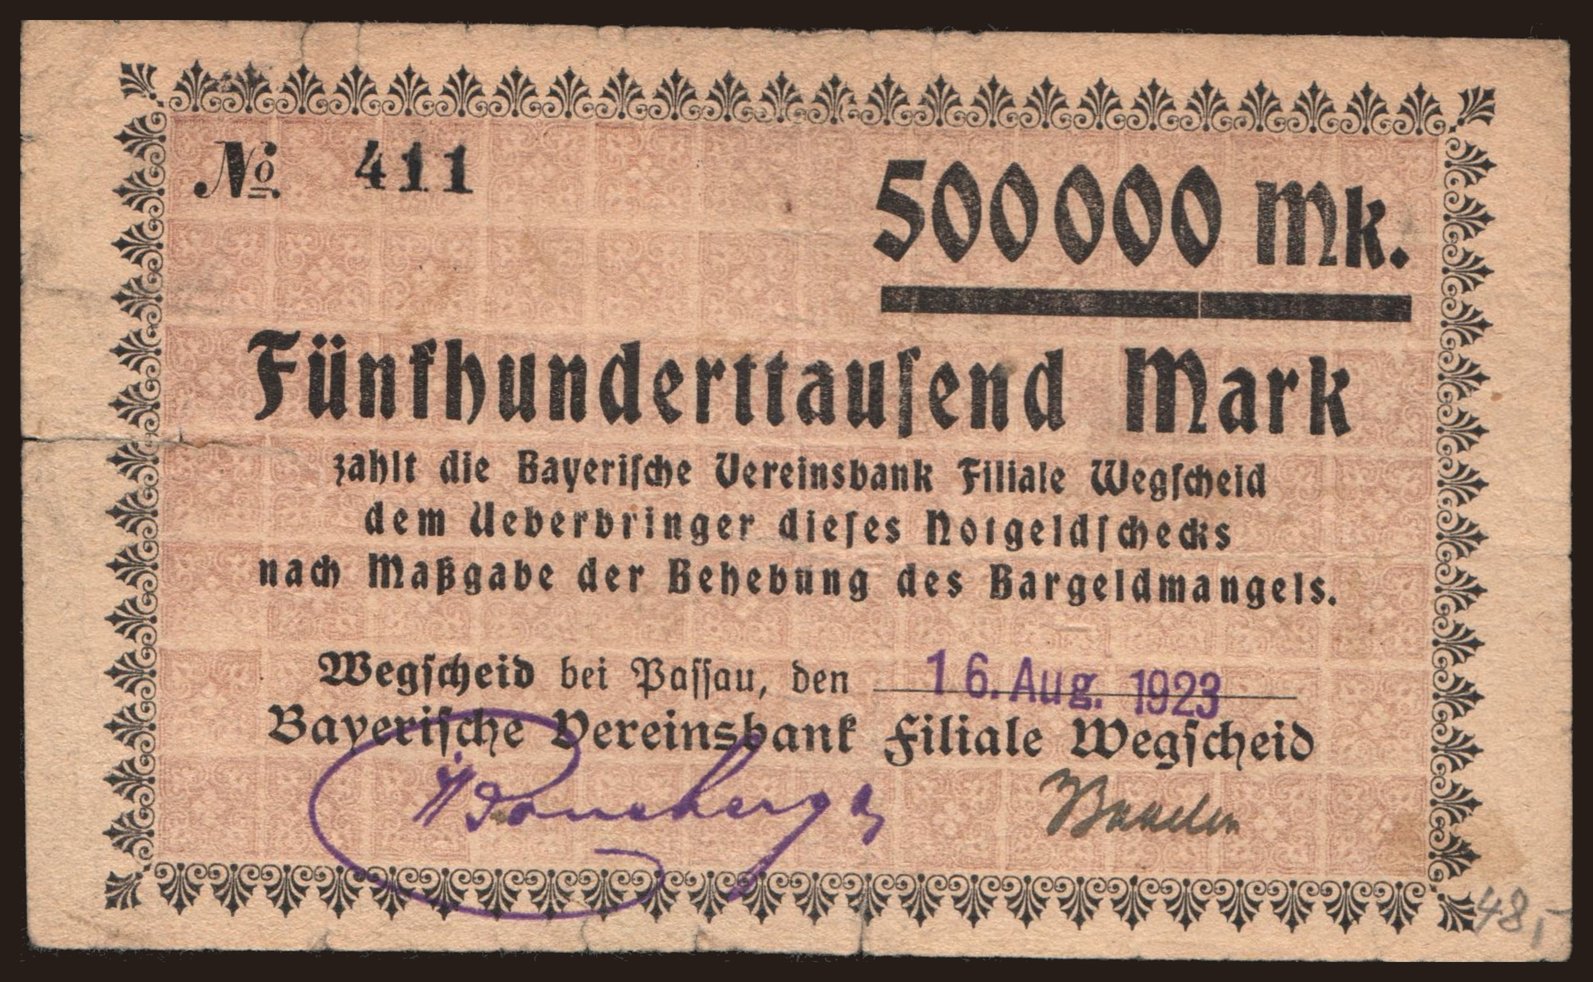 No. 411
500000 Mk.
Fünfhunderttauſend Mark
zahlt die Bayeriſche Vereinsbank Filiale Wegſcheid
dem Ueberbringer dieſes Notgeldſchecks
nach Maßgabe der Behebung des Bargeldmangels.
Wegſcheid bei Paſſau, den 16. Aug. 1923
Bayeriſche Vereinsbank Filiale Wegſcheid
48,-